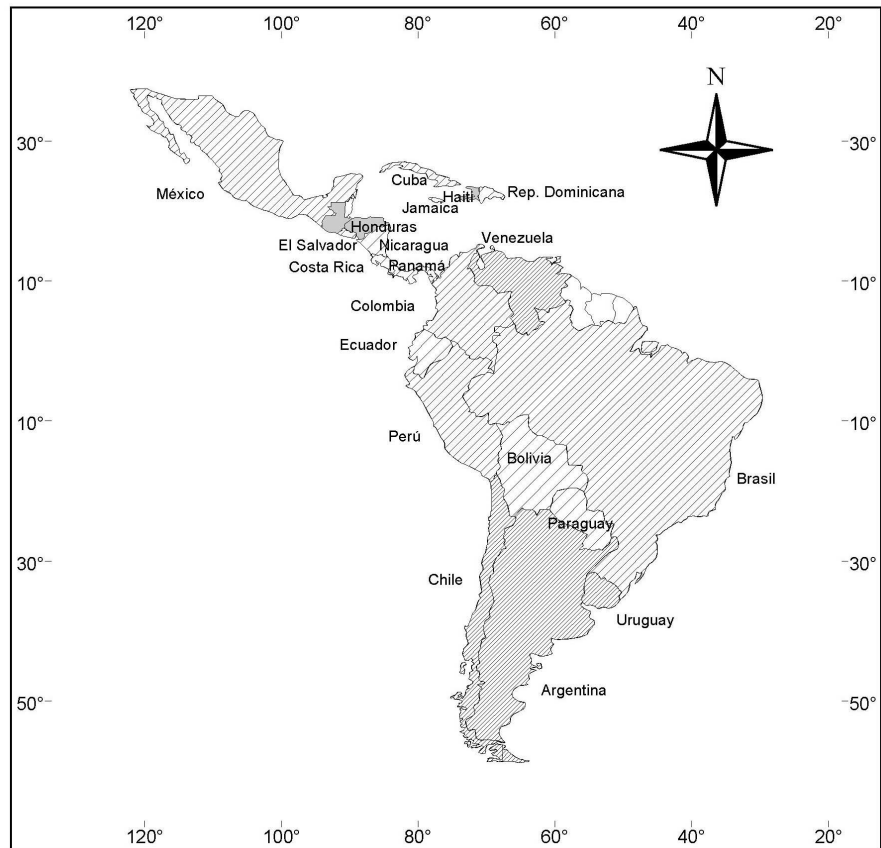 120° 100° 80° 60° 40° 20°
N
30° 30°
México
Cuba
Haití
Rep. Dominicana
Jamaica
Honduras
El Salvador
Nicaragua
Venezuela
Costa Rica
Panamá
10° 10°
Colombia
Ecuador
10° 10°
Perú
Bolivia
Brasil
Paraguay
30° 30°
Chile
Uruguay
Argentina
50° 50°
120° 100° 80° 60° 40° 20°